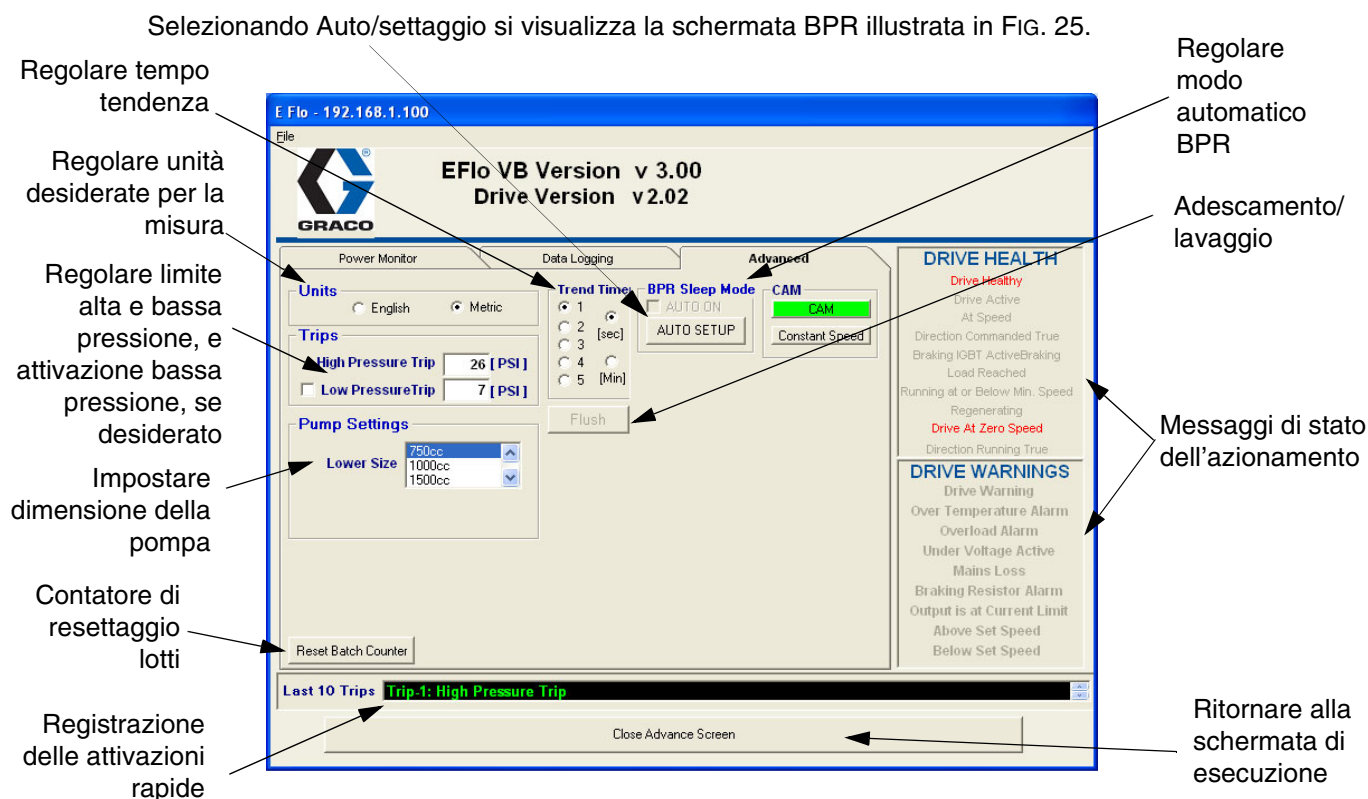 Selezionando Auto/settaggio si visualizza la schermata BPR illustrata in FIG. 25.
Regolare tempo
tendenza
Regolare unità
desiderate per la
misura
Regolare limite
alta e bassa
pressione, e
attivazione bassa
pressione, se
desiderato
Impostare
dimensione della
pompa
Contatore di
resettaggio
lotti
Registrazione
delle attivazioni
rapide
E Flo - 192.168.1.100
File
GRACO
EFlo VB Version v 3.00
Drive Version v2.02
Power Monitor
Data Logging
Advanced
Units
English
Metric
Trips
High Pressure Trip 26 [ PSI ]
Low PressureTrip 7 [ PSI ]
Pump Settings
Lower Size
750cc
1000cc
1500cc
Trend Time:
1
2
3
4
5
[sec]
[Min]
BPR Sleep Mode
AUTO ON
AUTO SETUP
CAM
CAM
Constant Speed
Flush
Reset Batch Counter
DRIVE HEALTH
Drive Healthy
Drive Active
At Speed
Direction Commanded True
Braking IGBT ActiveBraking
Load Reached
Running at or Below Min. Speed
Regenerating
Drive At Zero Speed
Direction Running True
DRIVE WARNINGS
Drive Warning
Over Temperature Alarm
Overload Alarm
Under Voltage Active
Mains Loss
Braking Resistor Alarm
Output is at Current Limit
Above Set Speed
Below Set Speed
Last 10 Trips Trip-1: High Pressure Trip
Close Advance Screen
Regolare
modo
automatico
BPR
Adescamento/
lavaggio
Messaggi di stato
dell'azionamento
Ritornare alla
schermata di
esecuzione